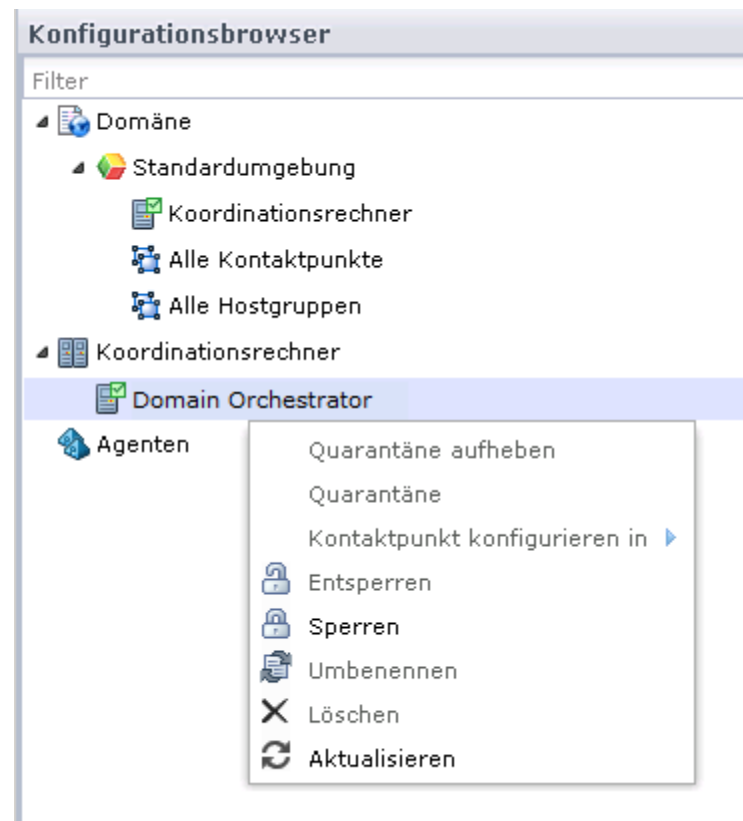 Konfigurationsbrowser
Filter
Domäne
Standardumgebung
Koordinationsrechner
Alle Kontaktpunkte
Alle Hostgruppen
Koordinationsrechner
Domain Orchestrator
Agenten
Quarantäne aufheben
Quarantäne
Kontaktpunkt konfigurieren in
Entsperren
Sperren
Umbenennen
Löschen
Aktualisieren